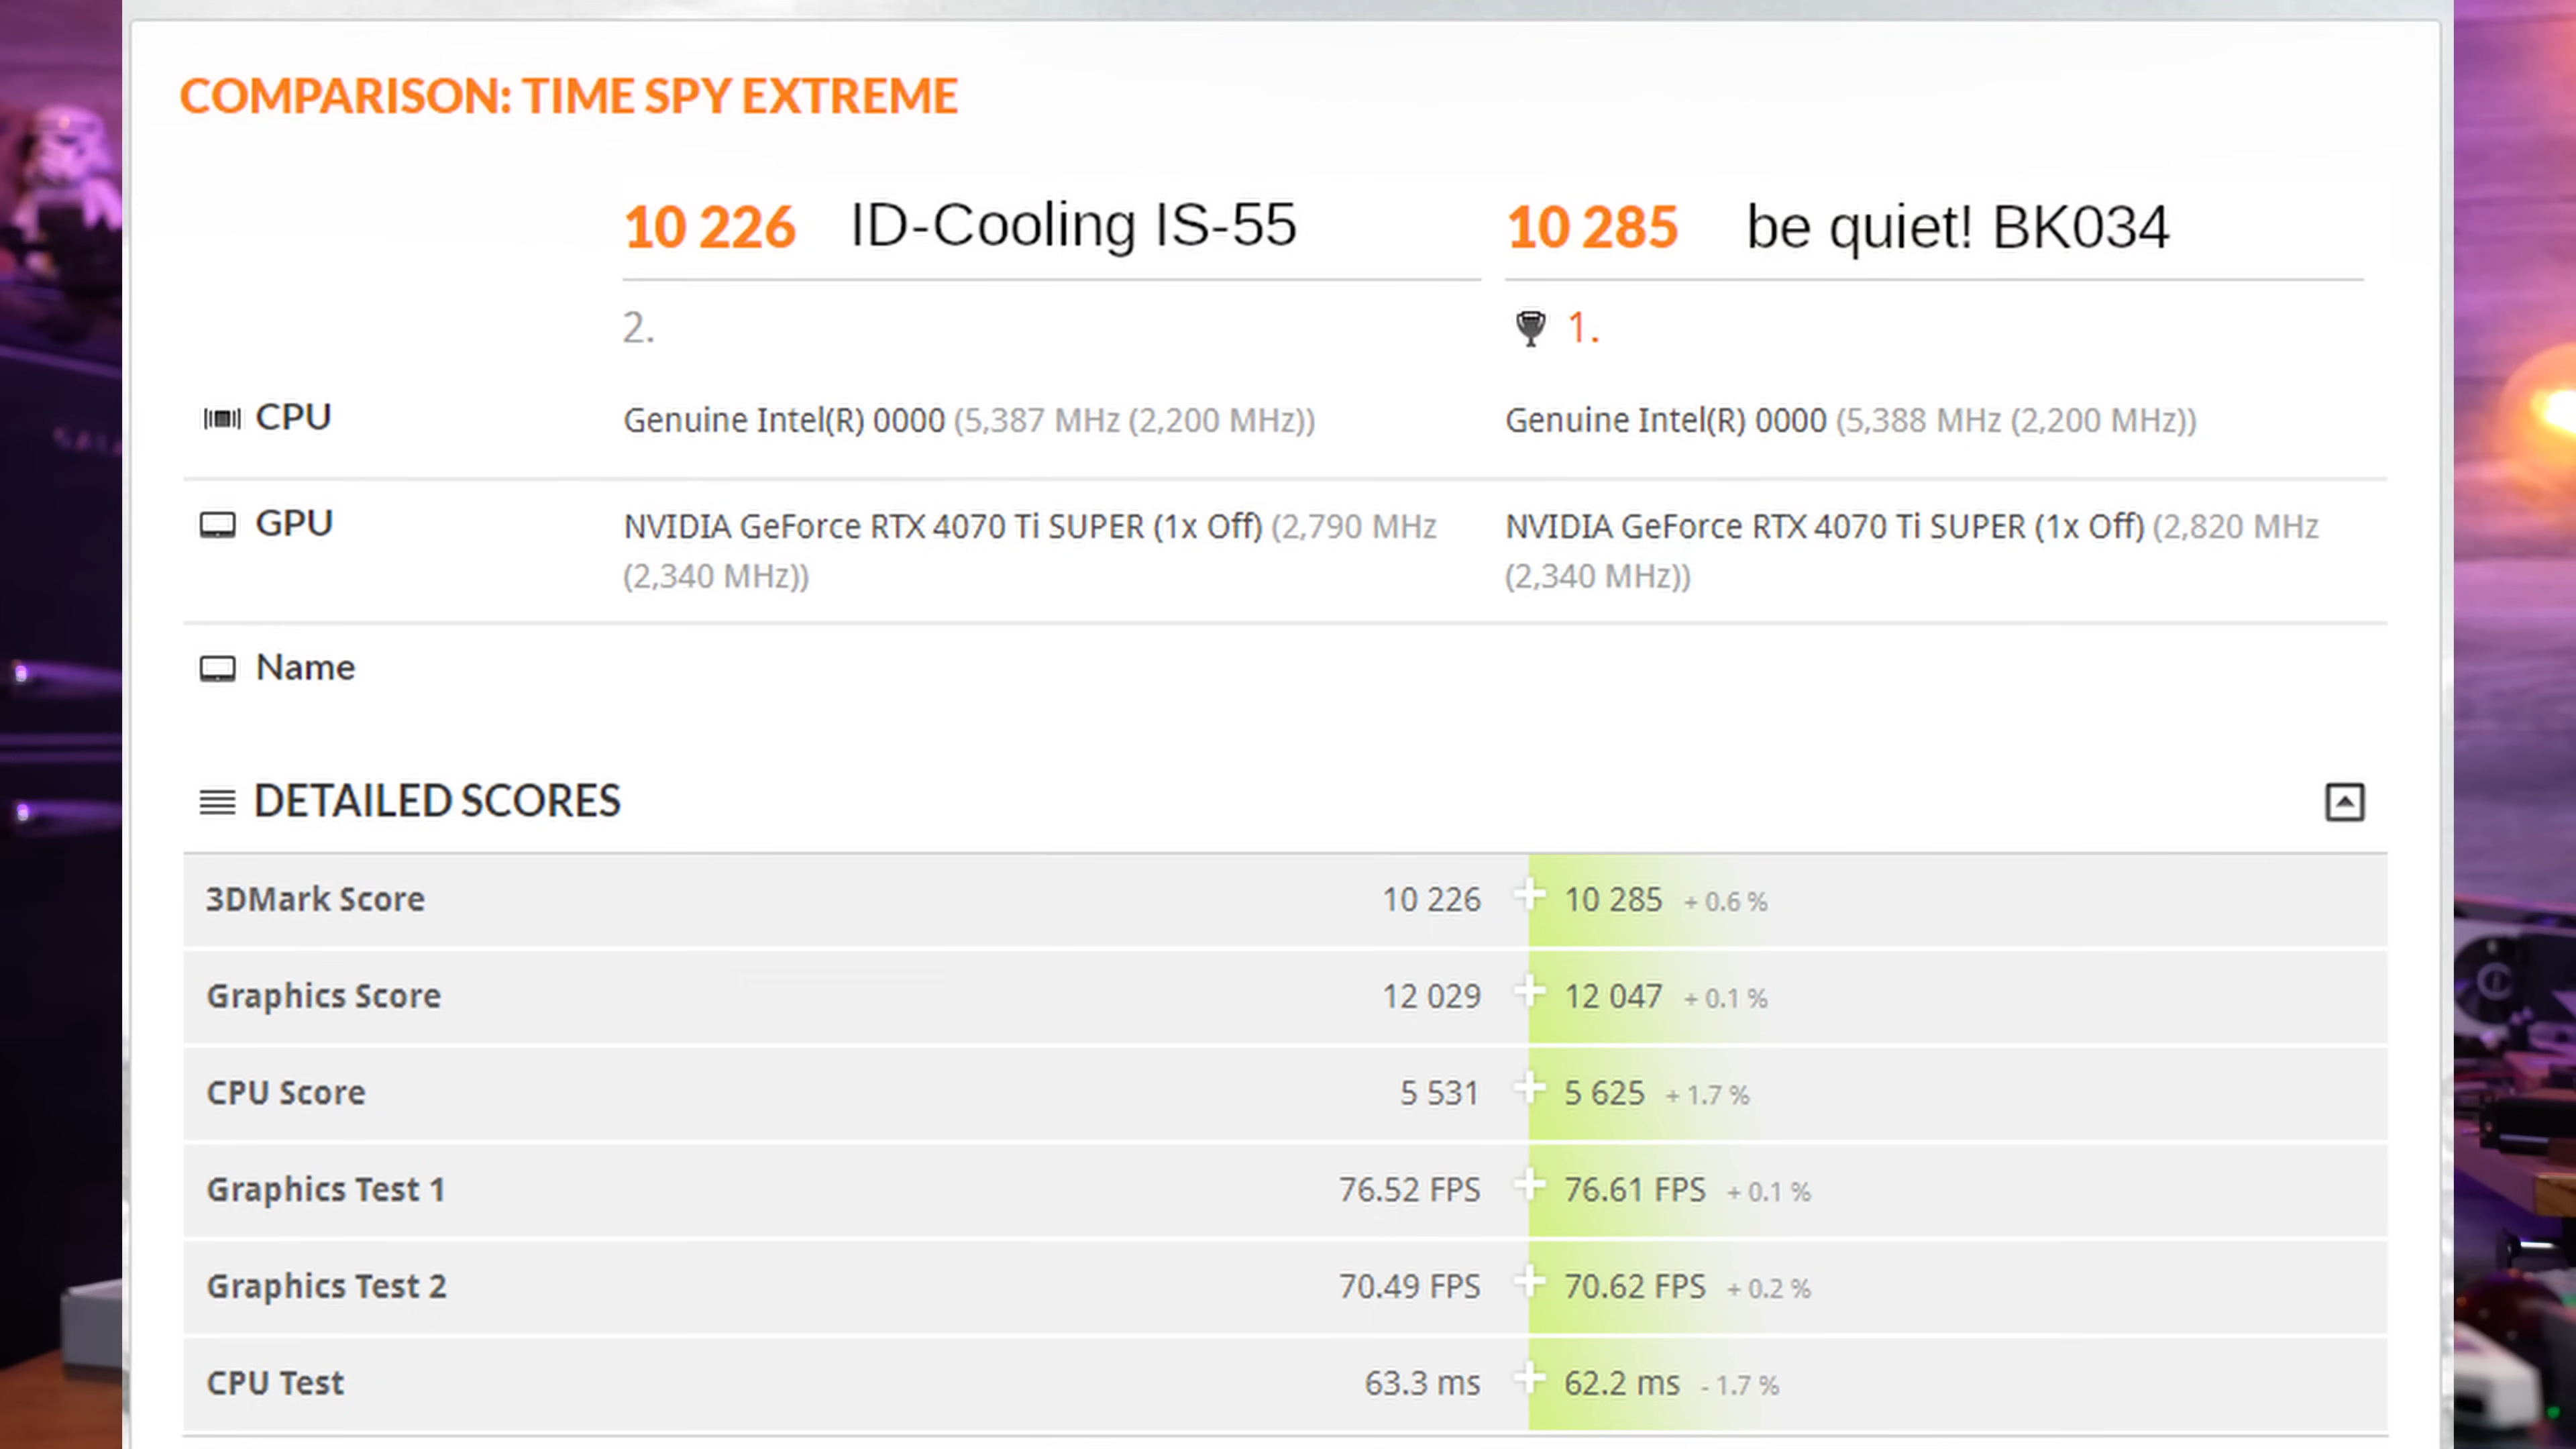 COMPARISON: TIME SPY EXTREME
10 226 ID-Cooling IS-55
10 285 be quiet! BK034
2.
1.
CPU
Genuine Intel(R) 0000 (5,387 MHz (2,200 MHz))
Genuine Intel(R) 0000 (5,388 MHz (2,200 MHz))
GPU
NVIDIA GeForce RTX 4070 Ti SUPER (1x Off) (2,790 MHz
(2,340 MHz))
NVIDIA GeForce RTX 4070 Ti SUPER (1x Off) (2,820 MHz
(2,340 MHz))
Name
DETAILED SCORES
3DMark Score 10 226 + 10 285 + 0.6 %
Graphics Score 12 029 + 12 047 + 0.1 %
CPU Score 5 531 + 5 625 + 1.7 %
Graphics Test 1 76.52 FPS + 76.61 FPS + 0.1 %
Graphics Test 2 70.49 FPS + 70.62 FPS + 0.2 %
CPU Test 63.3 ms + 62.2 ms - 1.7 %